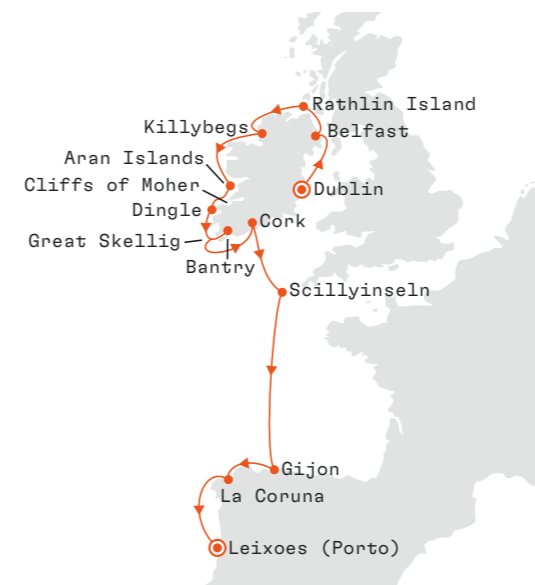 Rathlin Island
Killybegs
Belfast
Aran Islands
Cliffs of Moher
Dublin
Dingle
Cork
Great Skellig
Bantry
Scillyinseln
Gijon
La Coruna
Leixoes (Porto)